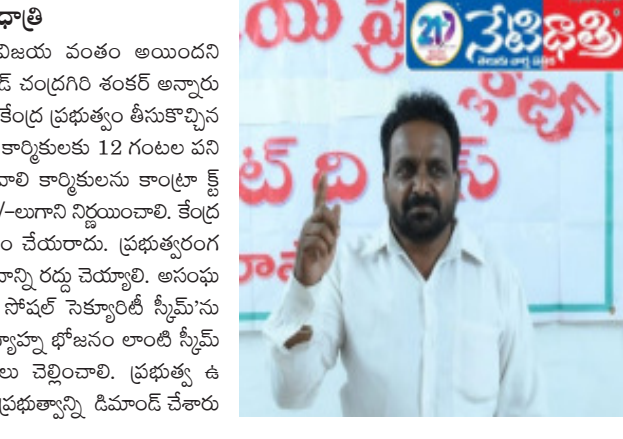 ధాత్రి
విజయ వంతం అయిందని
డ్ చంద్రగిరి శంకర్ అన్నారు
కేంద్ర ప్రభుత్వం తీసుకొచ్చిన
కార్మికులకు 12 గంటల పని
వాలి కార్మికులను కాంట్రా క్ట్
/–లుగాని నిర్ణయించాలి. కేంద్ర
ం చేయరాదు. ప్రభుత్వరంగ
వాన్ని రద్దు చెయ్యాలి. అసంఘ
సోషల్ సెక్యూరిటీ స్కీమ్'ను
హ్న భోజనం లాంటి స్కీమ్
లు చెల్లించాలి. ప్రభుత్వ ఉ
ప్రభుత్వాన్ని డిమాండ్ చేశారు
నేటిధాత్రి
తెలుగు వార్త పత్రిక